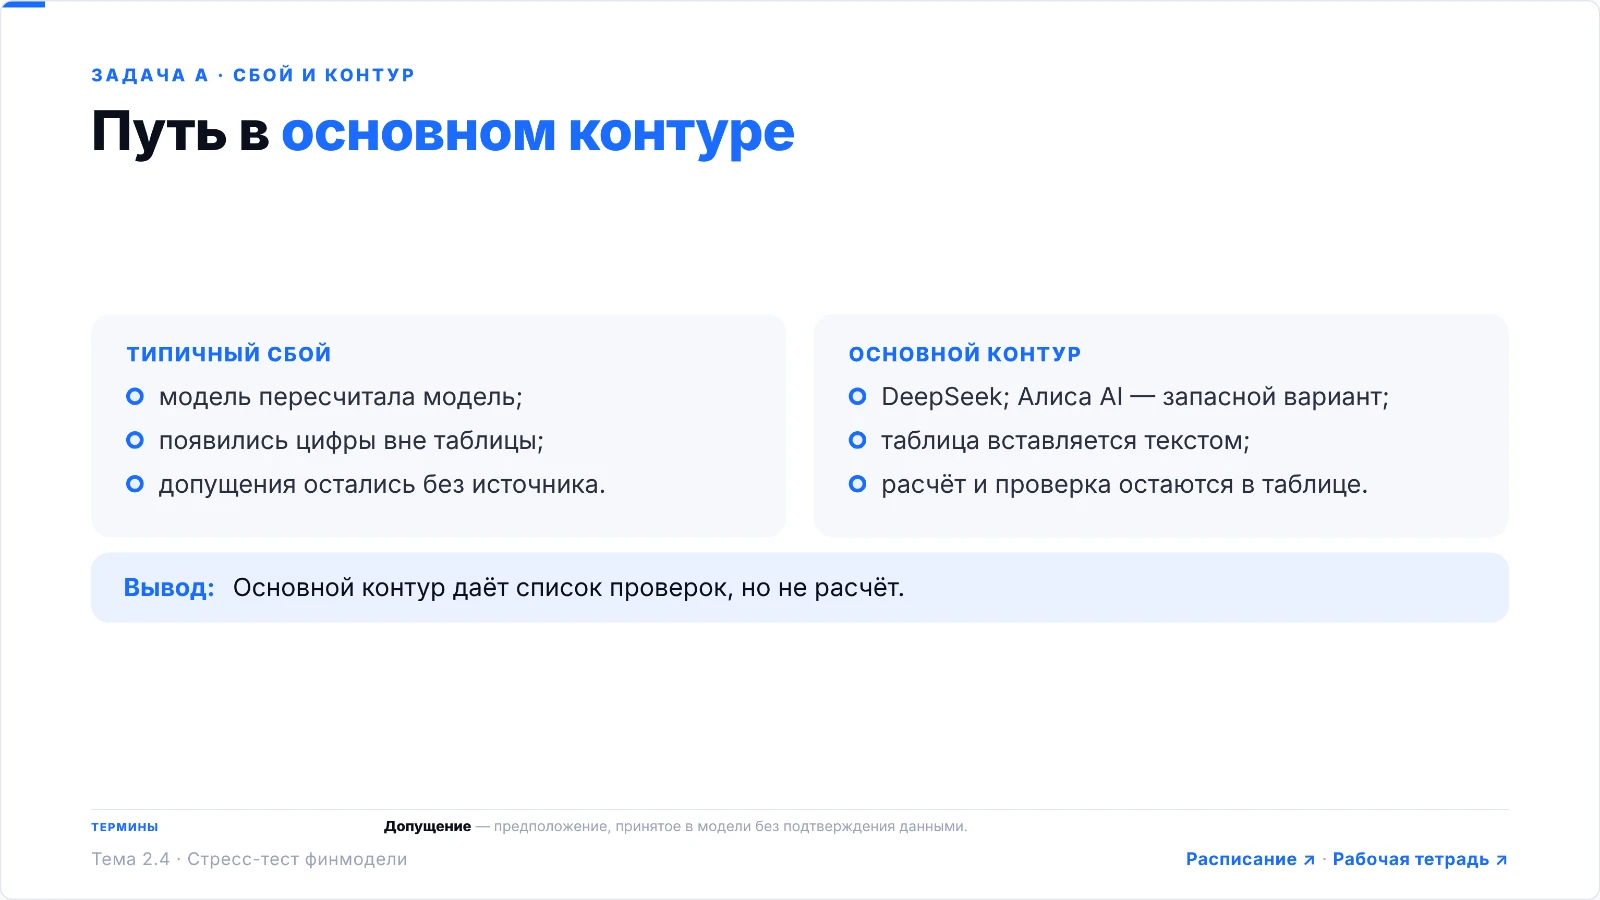 ЗАДАЧА А · СБОЙ И КОНТУР
Путь в основном контуре
ТИПИЧНЫЙ СБОЙ
модель пересчитала модель;
появились цифры вне таблицы;
допущения остались без источника.
ОСНОВНОЙ КОНТУР
DeepSeek; Алиса AI — запасной вариант;
таблица вставляется текстом;
расчёт и проверка остаются в таблице.
Вывод: Основной контур даёт список проверок, но не расчёт.
ТЕРМИНЫ
Допущение — предположение, принятое в модели без подтверждения данными.
Тема 2.4 · Стресс-тест финмодели
Расписание ↗ · Рабочая тетрадь ↗